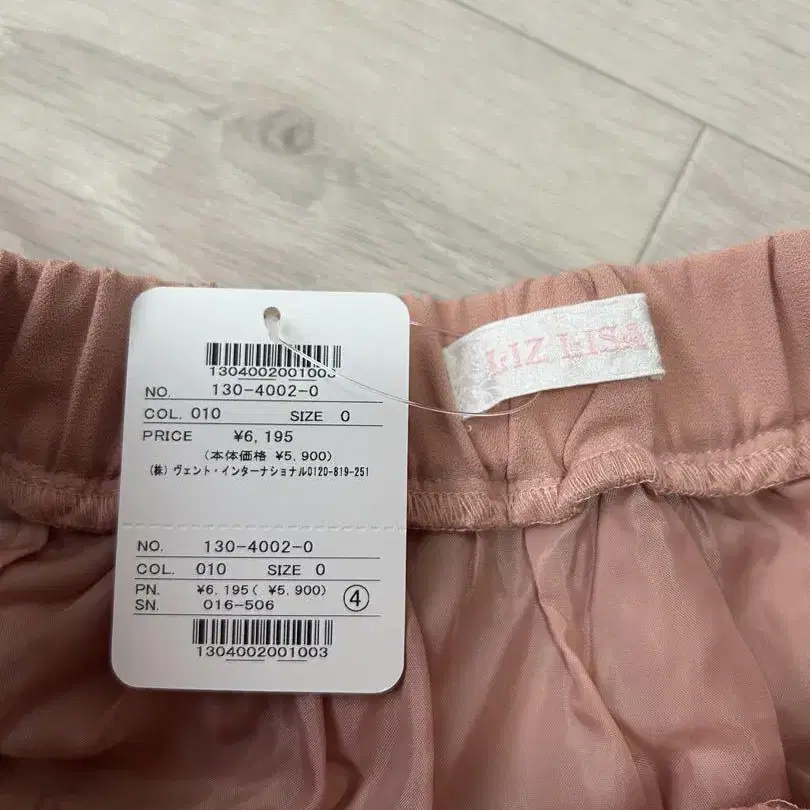 1304002001003
NO. 130-4002-0
COL. 010 SIZE 0
PRICE ¥6,195
(本体価格 ¥5,900)
(株)ヴェント・インターナショナル0120-819-251
NO. 130-4002-0
COL. 010 SIZE 0
PN. ¥6,195( ¥5,900)
SN. 016-506 ④
1304002001003
LIZ LISA